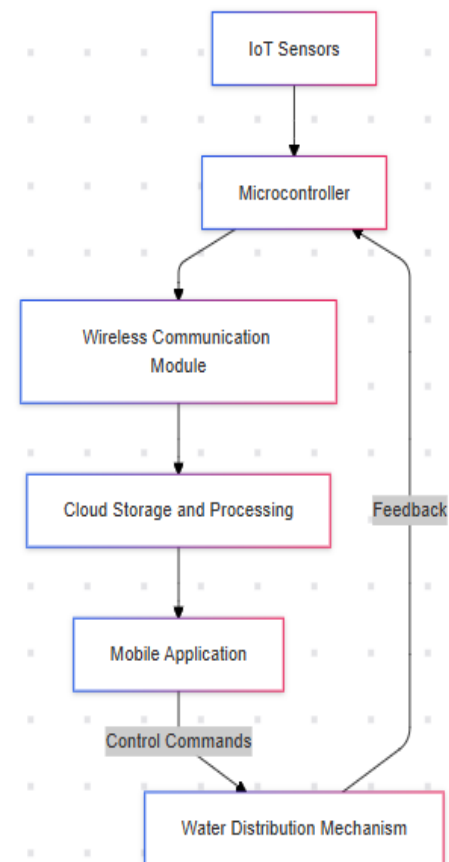 IoT Sensors
Microcontroller
Wireless Communication
Module
Cloud Storage and Processing
Feedback
Mobile Application
Control Commands
Water Distribution Mechanism